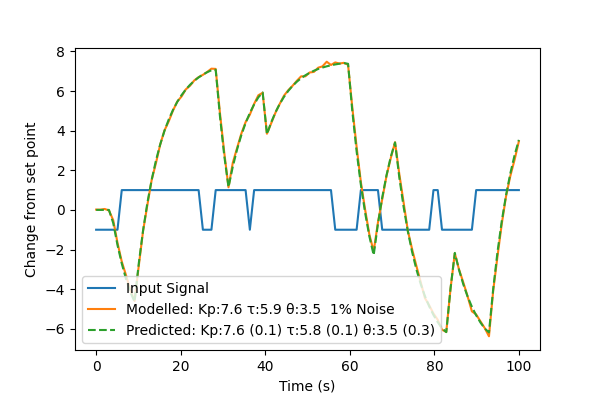 8
6
4
2
0
−2
−4
−6
Change from set point
Input Signal
Modelled: Kp:7.6 τ:5.9 θ:3.5  1% Noise
Predicted: Kp:7.6 (0.1) τ:5.8 (0.1) θ:3.5 (0.3)
0 20 40 60 80 100
Time (s)